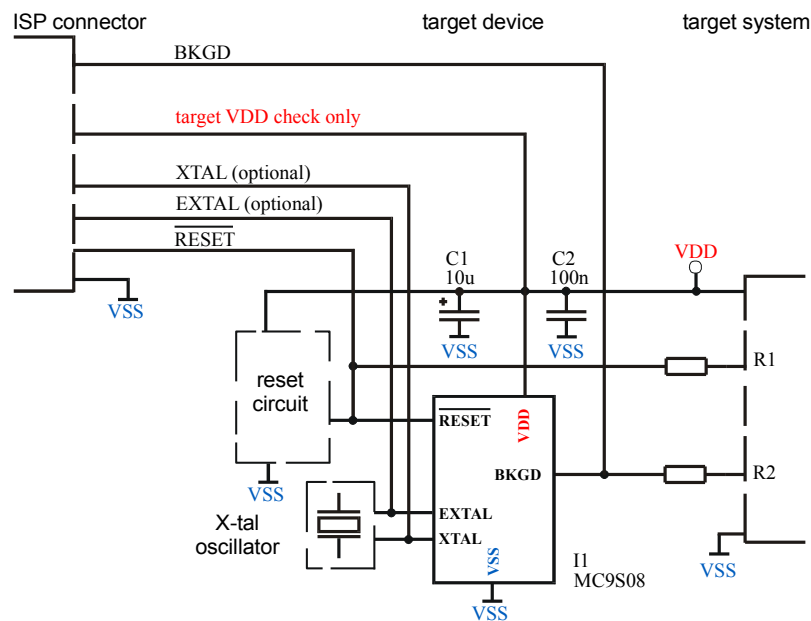 ISP connector
target device
target system
BKGD
target VDD check only
XTAL (optional)
EXTAL (optional)
RESET
C1
10u
C2
100n
VDD
VSS
VSS
VSS
reset
circuit
R1
RESET
VDD
BKGD
R2
VSS
X-tal
oscillator
EXTAL
XTAL
VSS
I1
MC9S08
VSS
VSS